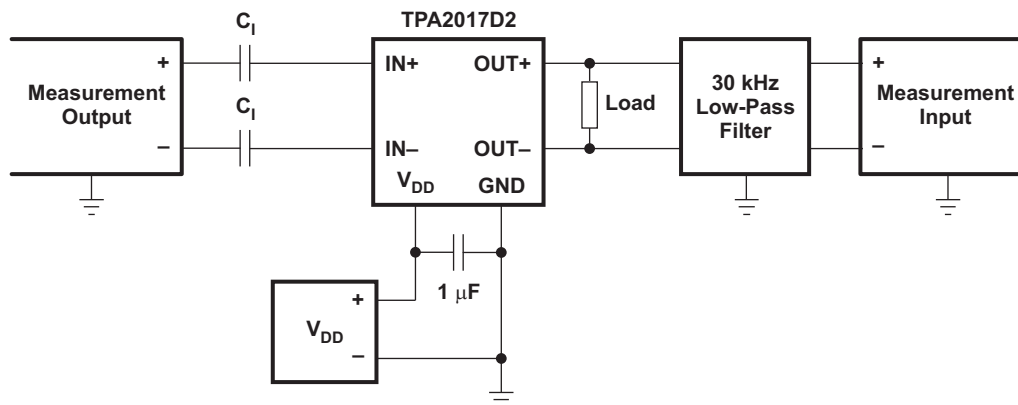 TPA2017D2
C_I
+
Measurement
Output
C_I
–
IN+
OUT+
IN–
OUT–
V_DD
GND
Load
30 kHz
Low-Pass
Filter
+
Measurement
Input
–
1 μF
+
V_DD
–